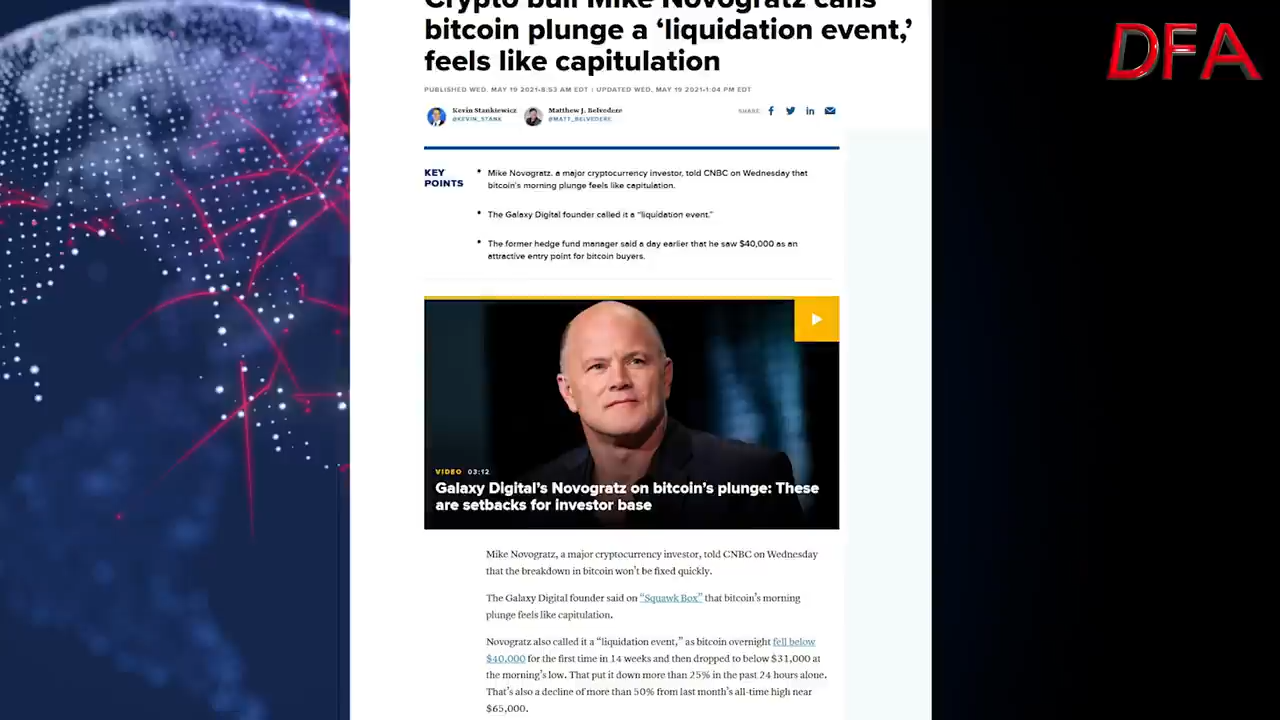 Crypto bull Mike Novogratz calls
DFA
bitcoin plunge a ‘liquidation event,’
feels like capitulation
PUBLISHED WED, MAY 19 2021•8:53 AM EDT | UPDATED WED, MAY 19 2021•1:04 PM EDT
Kevin Stankiewicz
@KEVIN_STANK
Matthew J. Belvedere
@MATT_BELVEDERE
SHARE
KEY
POINTS
• Mike Novogratz, a major cryptocurrency investor, told CNBC on Wednesday that
bitcoin’s morning plunge feels like capitulation.
• The Galaxy Digital founder called it a “liquidation event.”
• The former hedge fund manager said a day earlier that he saw $40,000 as an
attractive entry point for bitcoin buyers.
VIDEO 03:12
Galaxy Digital’s Novogratz on bitcoin’s plunge: These
are setbacks for investor base
Mike Novogratz, a major cryptocurrency investor, told CNBC on Wednesday
that the breakdown in bitcoin won’t be fixed quickly.
The Galaxy Digital founder said on “Squawk Box” that bitcoin’s morning
plunge feels like capitulation.
Novogratz also called it a “liquidation event,” as bitcoin overnight fell below
$40,000 for the first time in 14 weeks and then dropped to below $31,000 at
the morning’s low. That put it down more than 25% in the past 24 hours alone.
That’s also a decline of more than 50% from last month’s all-time high near
$65,000.